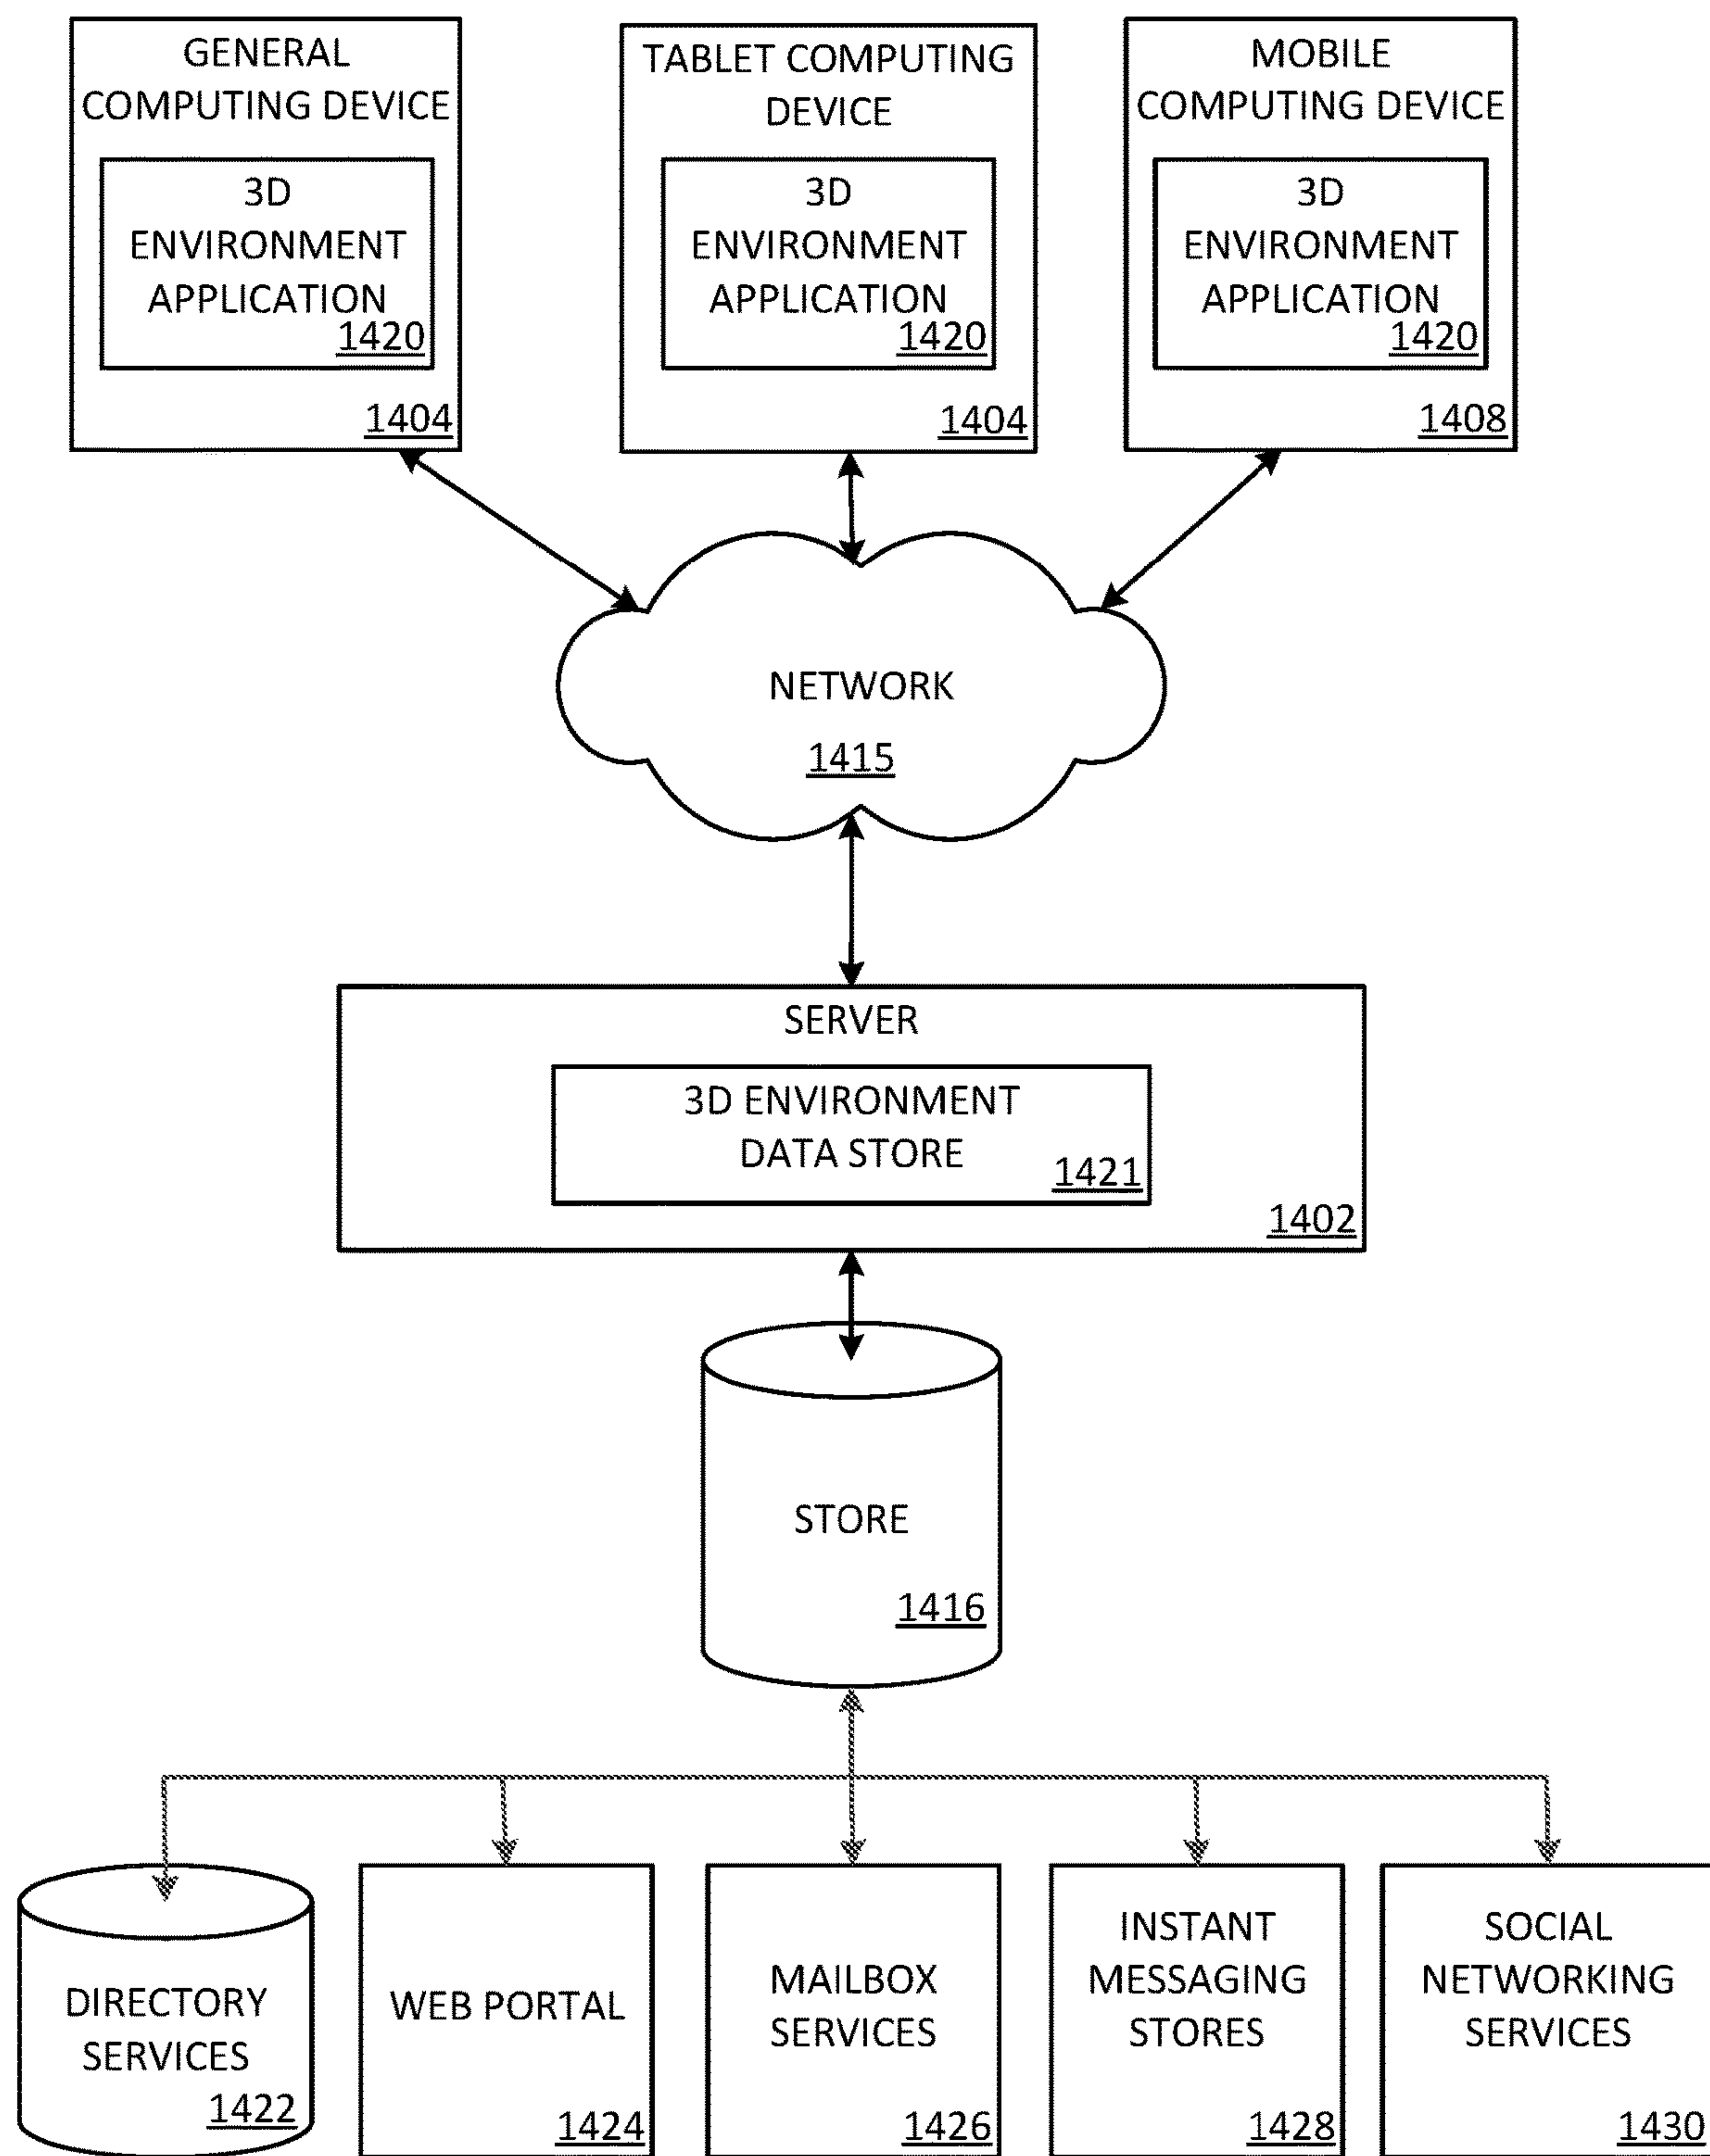 GENERAL
COMPUTING DEVICE
3D
ENVIRONMENT
APPLICATION
1420
1404
TABLET COMPUTING
DEVICE
3D
ENVIRONMENT
APPLICATION
1420
1404
MOBILE
COMPUTING DEVICE
3D
ENVIRONMENT
APPLICATION
1420
1408
NETWORK
1415
SERVER
3D ENVIRONMENT
DATA STORE
1421
1402
STORE
1416
DIRECTORY
SERVICES
1422
WEB PORTAL
1424
MAILBOX
SERVICES
1426
INSTANT
MESSAGING
STORES
1428
SOCIAL
NETWORKING
SERVICES
1430